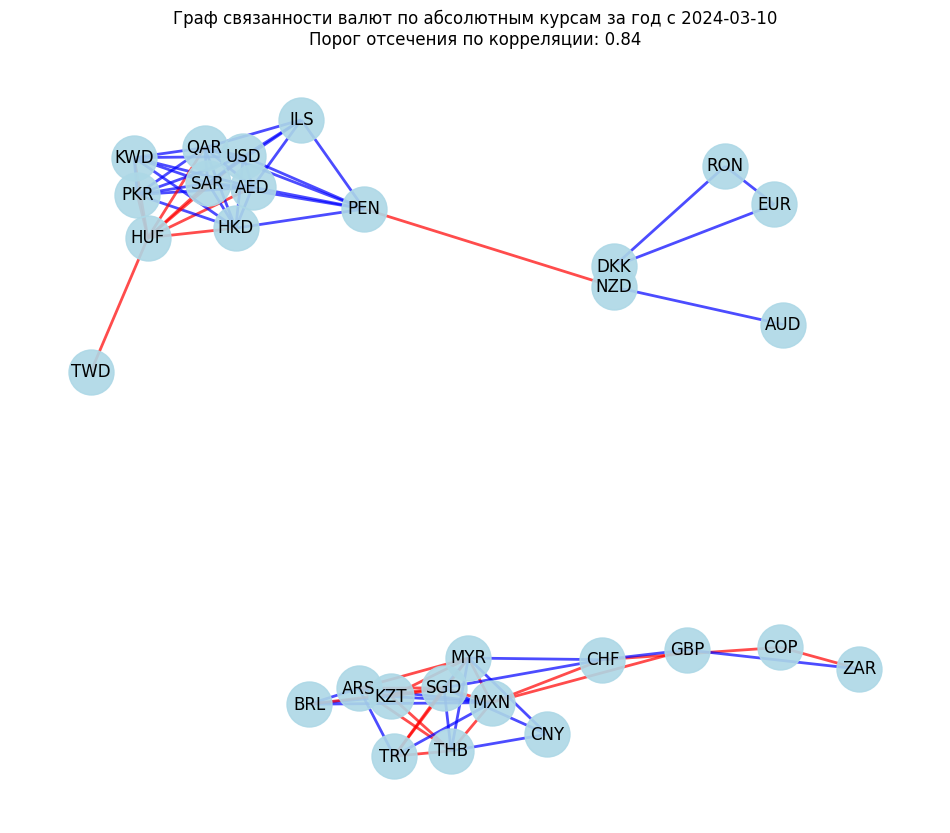 Граф связанности валют по абсолютным курсам за год с 2024-03-10
Порог отсечения по корреляции: 0.84
ILS
QAR
USD
KWD
RON
SAR
AED
PKR
EUR
PEN
HKD
HUF
DKK
NZD
AUD
TWD
COP
GBP
MYR
CHF
ZAR
ARS
SGD
KZT
MXN
BRL
CNY
THB
TRY